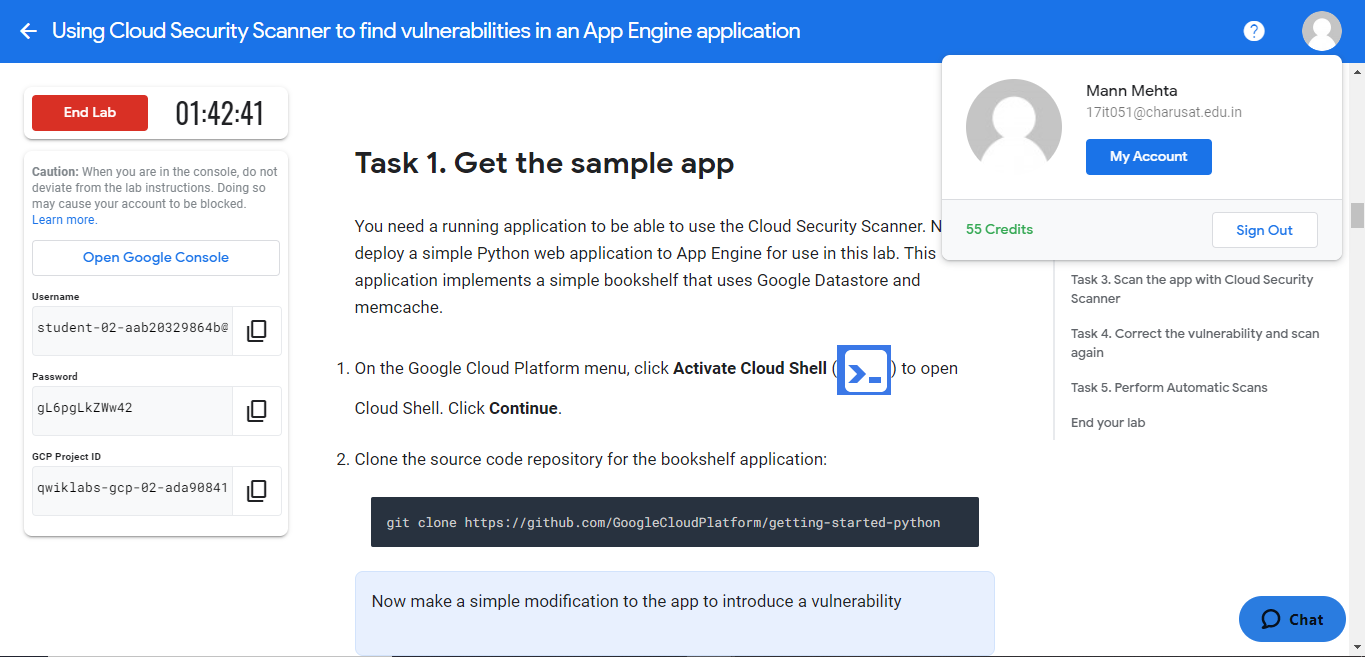 Using Cloud Security Scanner to find vulnerabilities in an App Engine application
?
End Lab
01:42:41
Caution: When you are in the console, do not
deviate from the lab instructions. Doing so
may cause your account to be blocked.
Learn more.
Open Google Console
Username
student-02-aab20329864b@
Password
gL6pgLkZWw42
GCP Project ID
qwiklabs-gcp-02-ada90841
Task 1. Get the sample app
You need a running application to be able to use the Cloud Security Scanner. N
deploy a simple Python web application to App Engine for use in this lab. This
application implements a simple bookshelf that uses Google Datastore and
memcache.
1. On the Google Cloud Platform menu, click Activate Cloud Shell ( ) to open
Cloud Shell. Click Continue.
2. Clone the source code repository for the bookshelf application:
git clone https://github.com/GoogleCloudPlatform/getting-started-python
Now make a simple modification to the app to introduce a vulnerability
Mann Mehta
17it051@charusat.edu.in
My Account
55 Credits
Sign Out
Task 3. Scan the app with Cloud Security
Scanner
Task 4. Correct the vulnerability and scan
again
Task 5. Perform Automatic Scans
End your lab
Chat